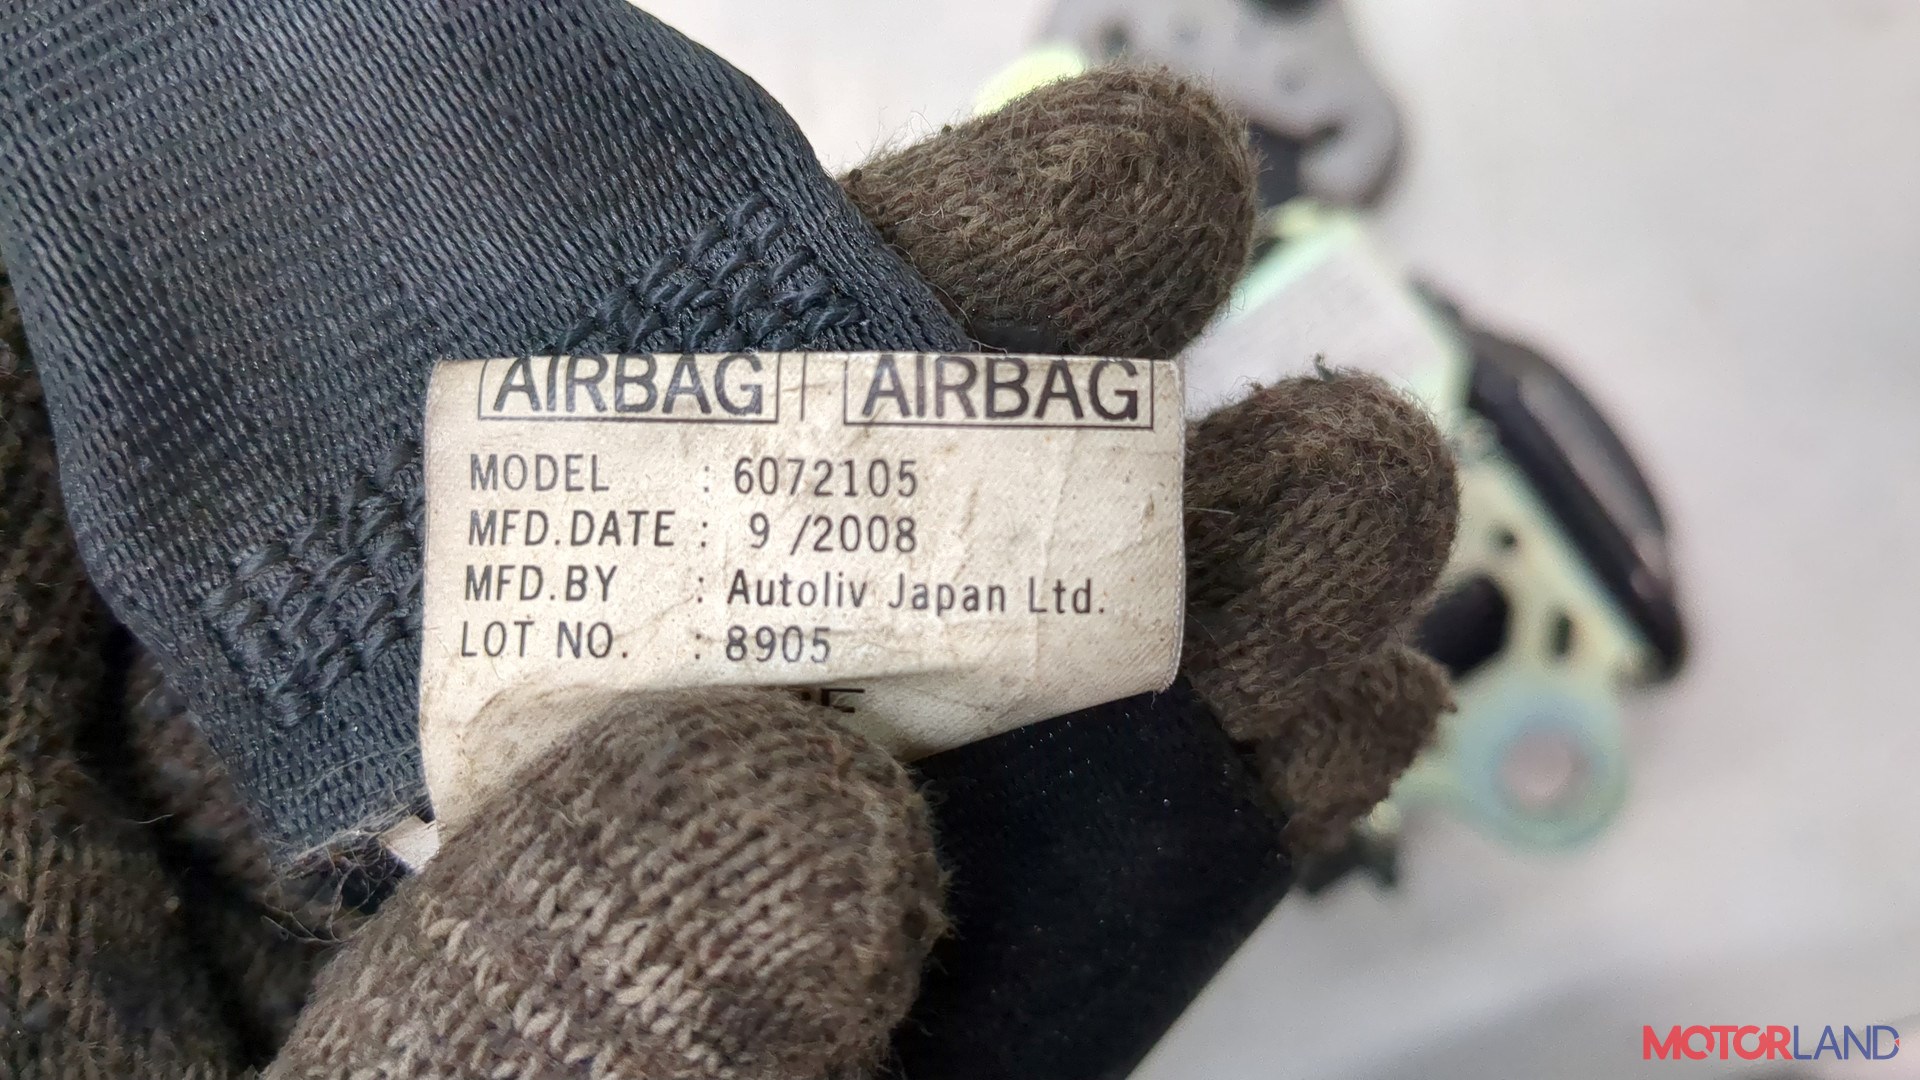 AIRBAG AIRBAG
MODEL : 6072105
MFD.DATE : 9 /2008
MFD.BY : Autoliv Japan Ltd.
LOT NO. : 8905
MOTORLAND